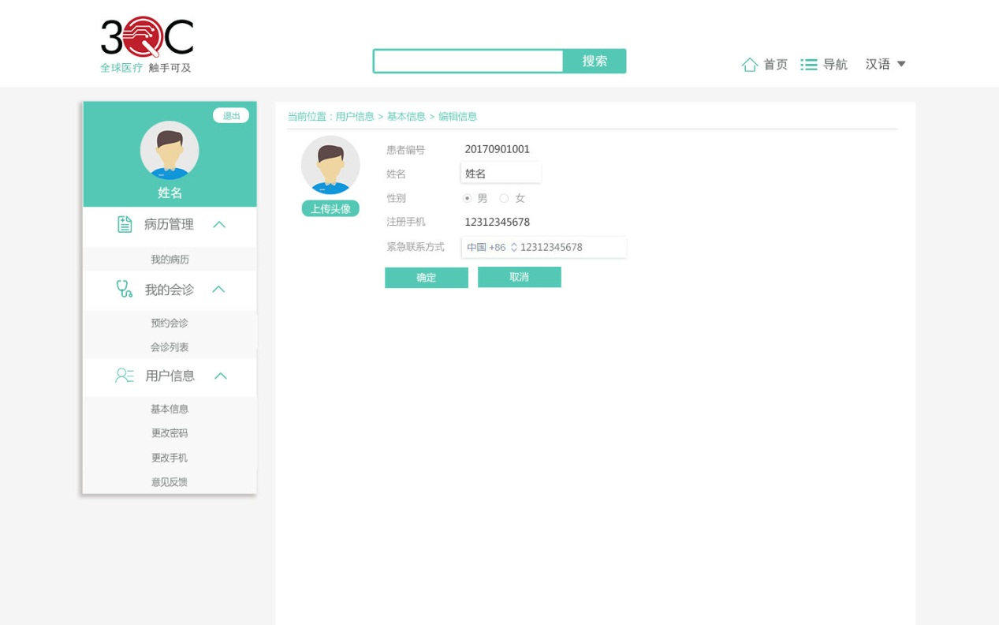 3QC
全球医疗 触手可及
搜索
首页
导航
汉语
退出
姓名
病历管理
我的病历
我的会诊
预约会诊
会诊列表
用户信息
基本信息
更改密码
更改手机
意见反馈
当前位置：用户信息 > 基本信息 > 编辑信息
上传头像
患者编号 20170901001
姓名 姓名
性别 男 女
注册手机 12312345678
紧急联系方式 中国 +86 12312345678
确定 取消